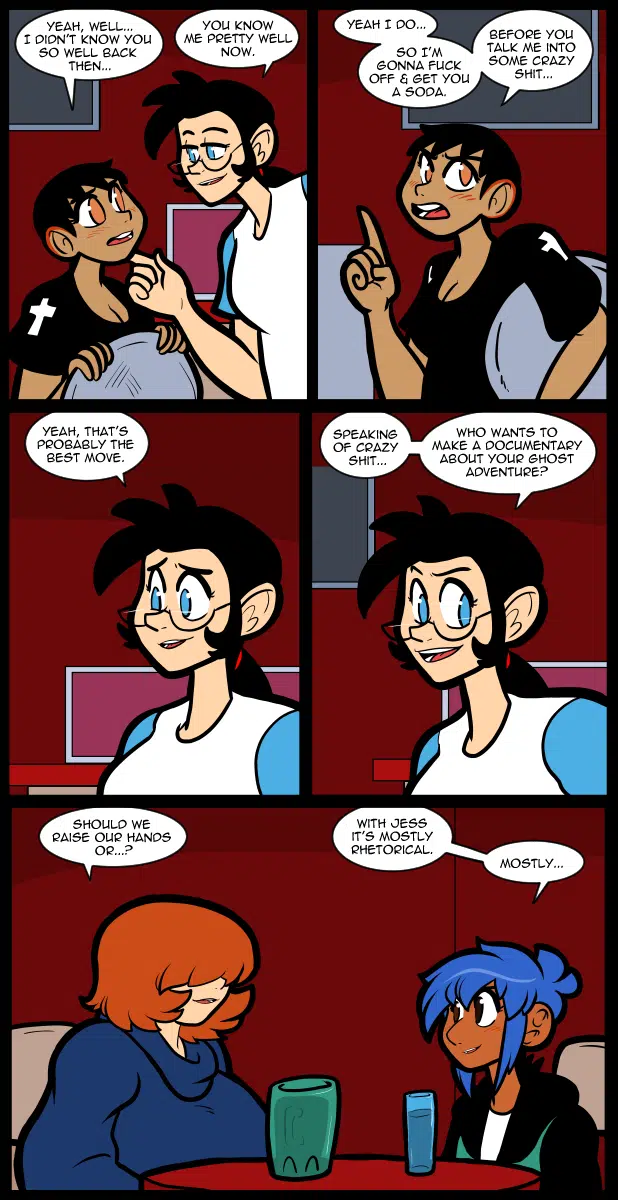 YEAH, WELL...
I DIDN'T KNOW YOU
SO WELL BACK
THEN...
YOU KNOW
ME PRETTY WELL
NOW.
YEAH I DO...
SO I'M
GONNA FUCK
OFF & GET YOU
A SODA.
BEFORE YOU
TALK ME INTO
SOME CRAZY
SHIT...
YEAH, THAT'S
PROBABLY THE
BEST MOVE.
SPEAKING
OF CRAZY
SHIT...
WHO WANTS TO
MAKE A DOCUMENTARY
ABOUT YOUR GHOST
ADVENTURE?
SHOULD WE
RAISE OUR HANDS
OR...?
WITH JESS
IT'S MOSTLY
RHETORICAL.
MOSTLY...